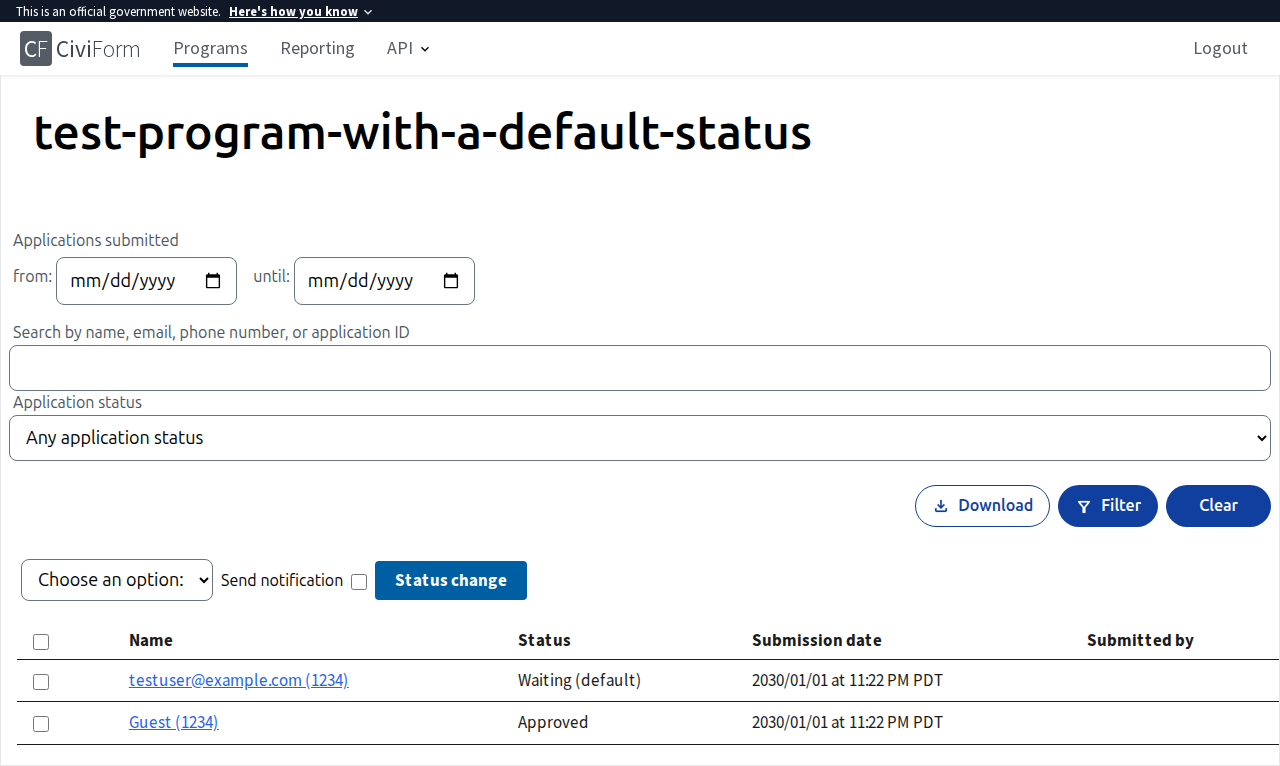 This is an official government website. Here's how you know
CF CiviForm Programs Reporting API Logout
test-program-with-a-default-status
Applications submitted
from: mm/dd/yyyy until: mm/dd/yyyy
Search by name, email, phone number, or application ID
Application status
Any application status
Download Filter Clear
Choose an option: Send notification Status change
Name Status Submission date Submitted by
testuser@example.com (1234) Waiting (default) 2030/01/01 at 11:22 PM PDT
Guest (1234) Approved 2030/01/01 at 11:22 PM PDT